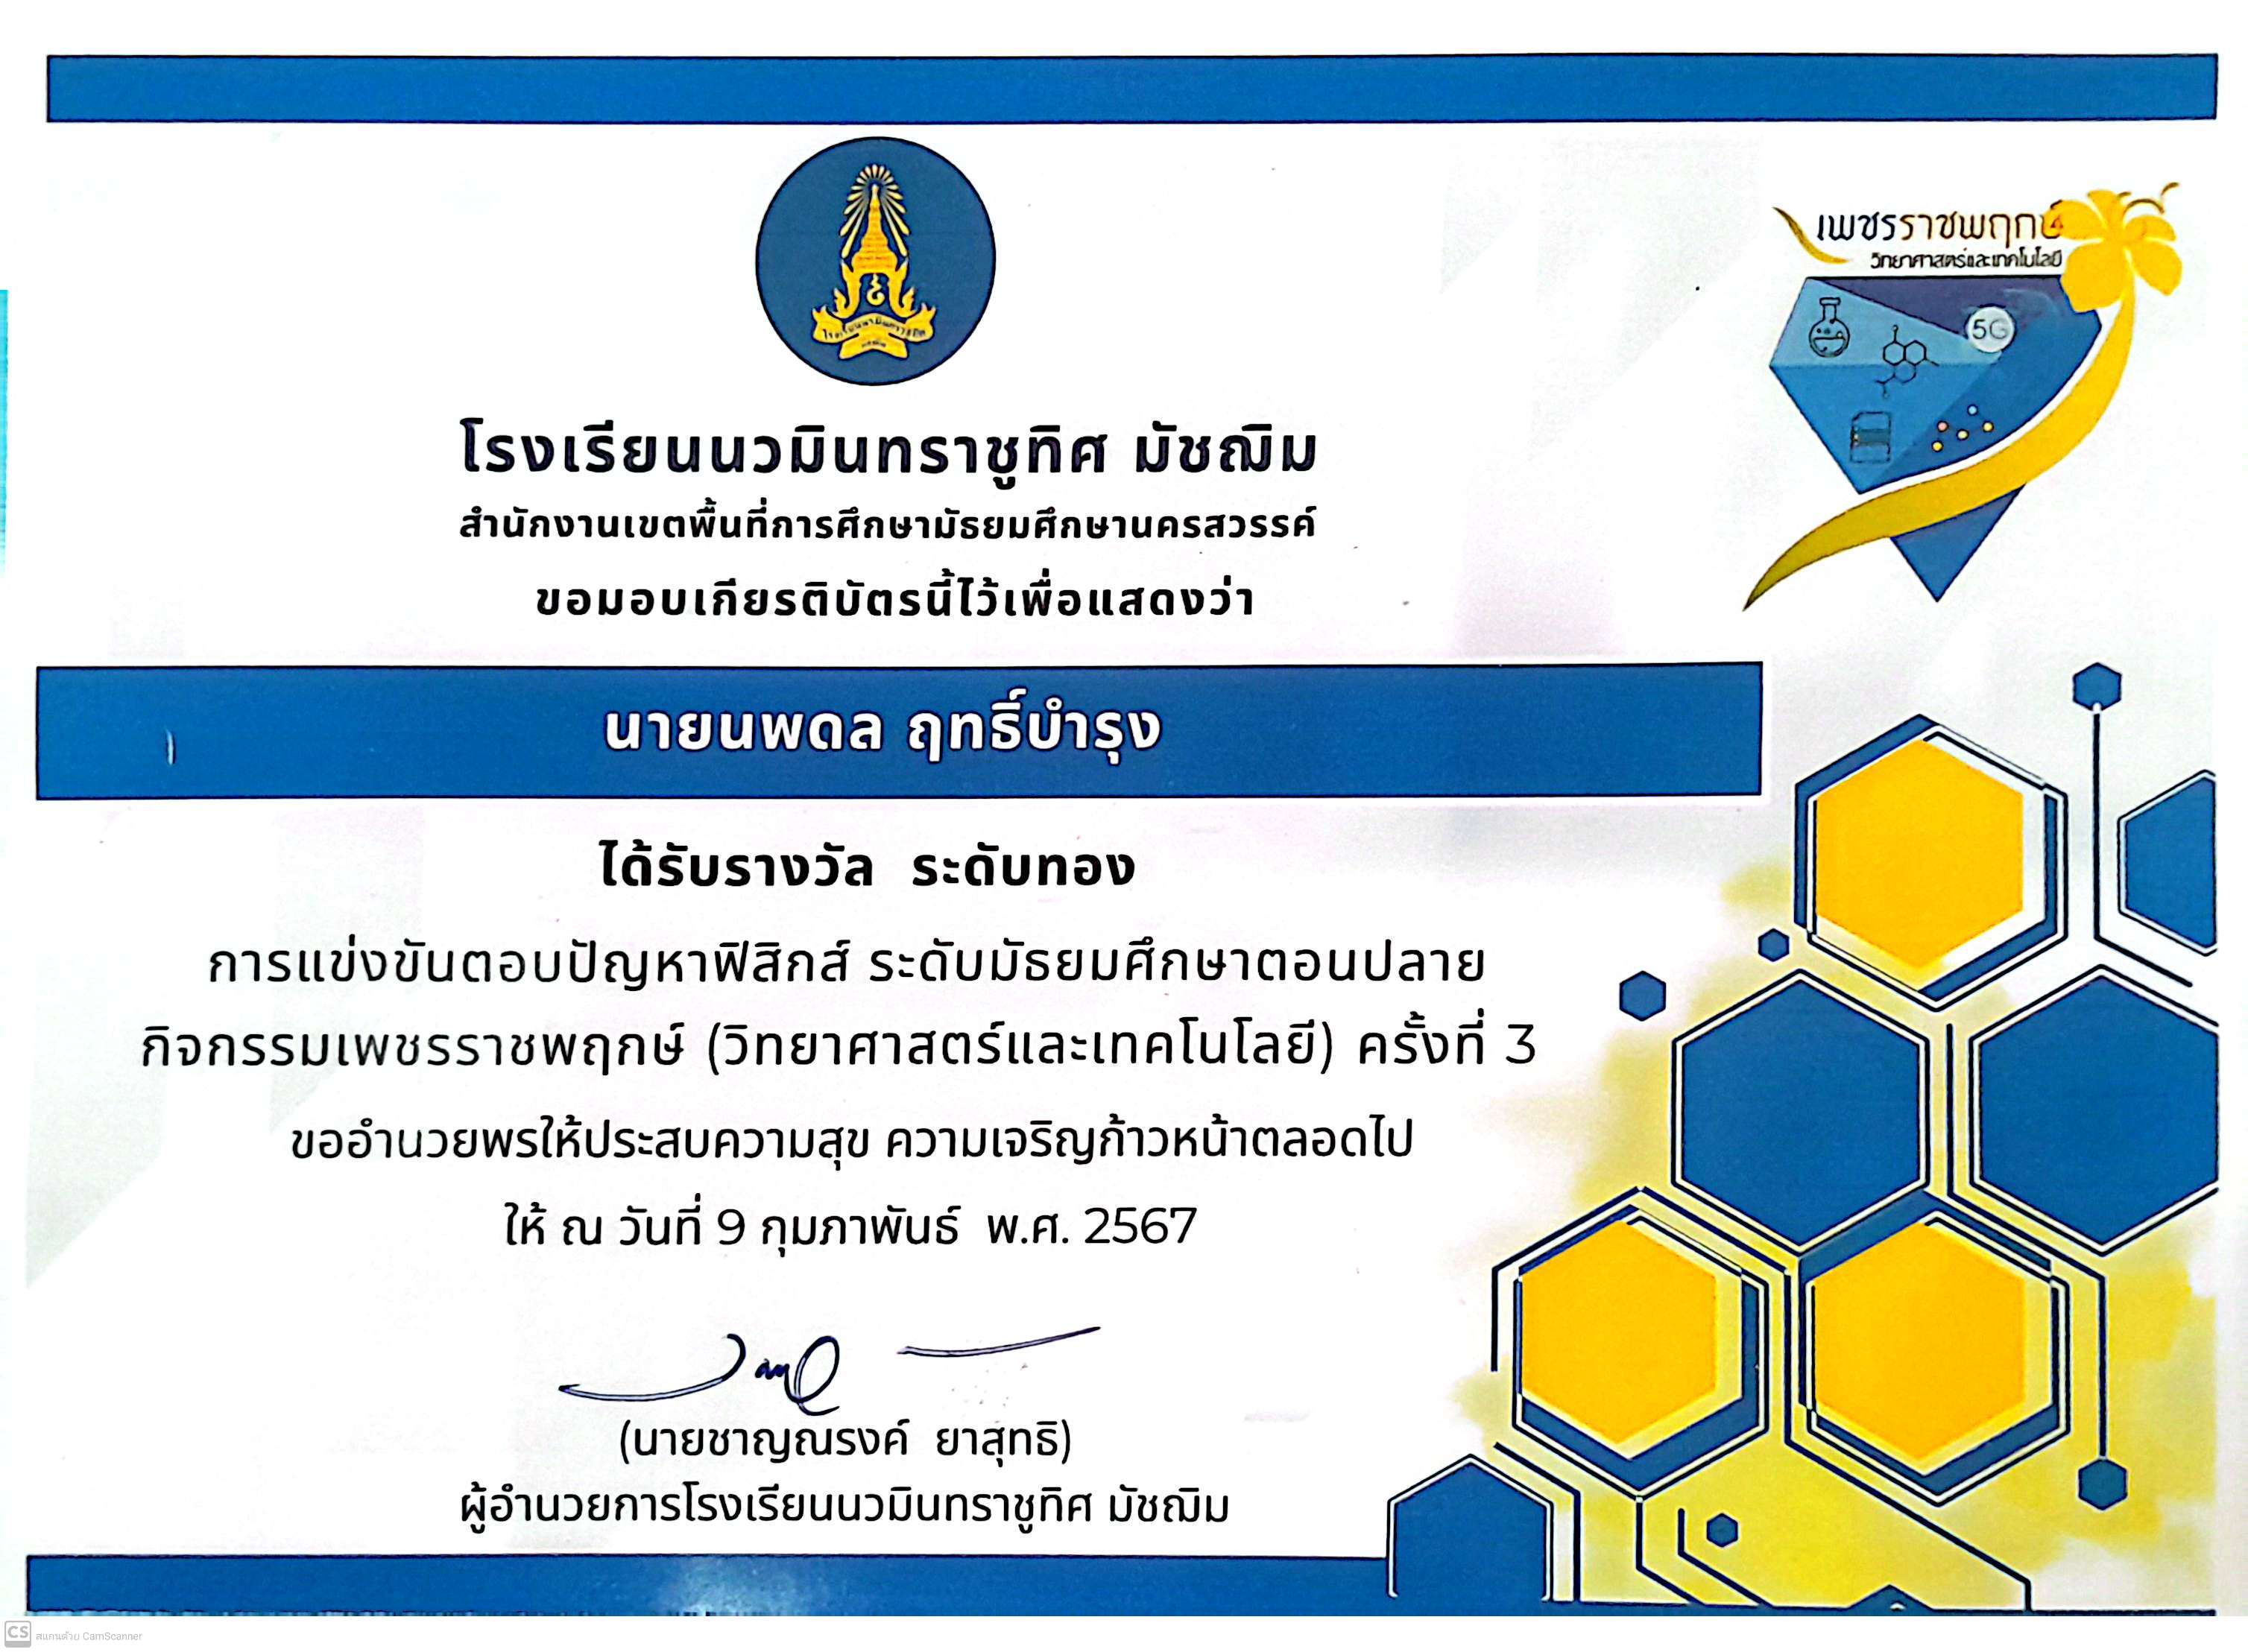 เพชรราชพฤกษ์
วิทยาศาสตร์และเทคโนโลยี
5G
โรงเรียนนวมินทราชูทิศ มัชฌิม
สำนักงานเขตพื้นที่การศึกษามัธยมศึกษานครสวรรค์
ขอมอบเกียรติบัตรนี้ไว้เพื่อแสดงว่า
นายนพดล ฤทธิ์บำรุง
ได้รับรางวัล ระดับทอง
การแข่งขันตอบปัญหาฟิสิกส์ ระดับมัธยมศึกษาตอนปลาย
กิจกรรมเพชรราชพฤกษ์ (วิทยาศาสตร์และเทคโนโลยี) ครั้งที่ 3
ขออำนวยพรให้ประสบความสุข ความเจริญก้าวหน้าตลอดไป
ให้ ณ วันที่ 9 กุมภาพันธ์ พ.ศ. 2567
(นายชาญณรงค์ ยาสุทธิ)
ผู้อำนวยการโรงเรียนนวมินทราชูทิศ มัชฌิม
CS สแกนด้วย CamScanner